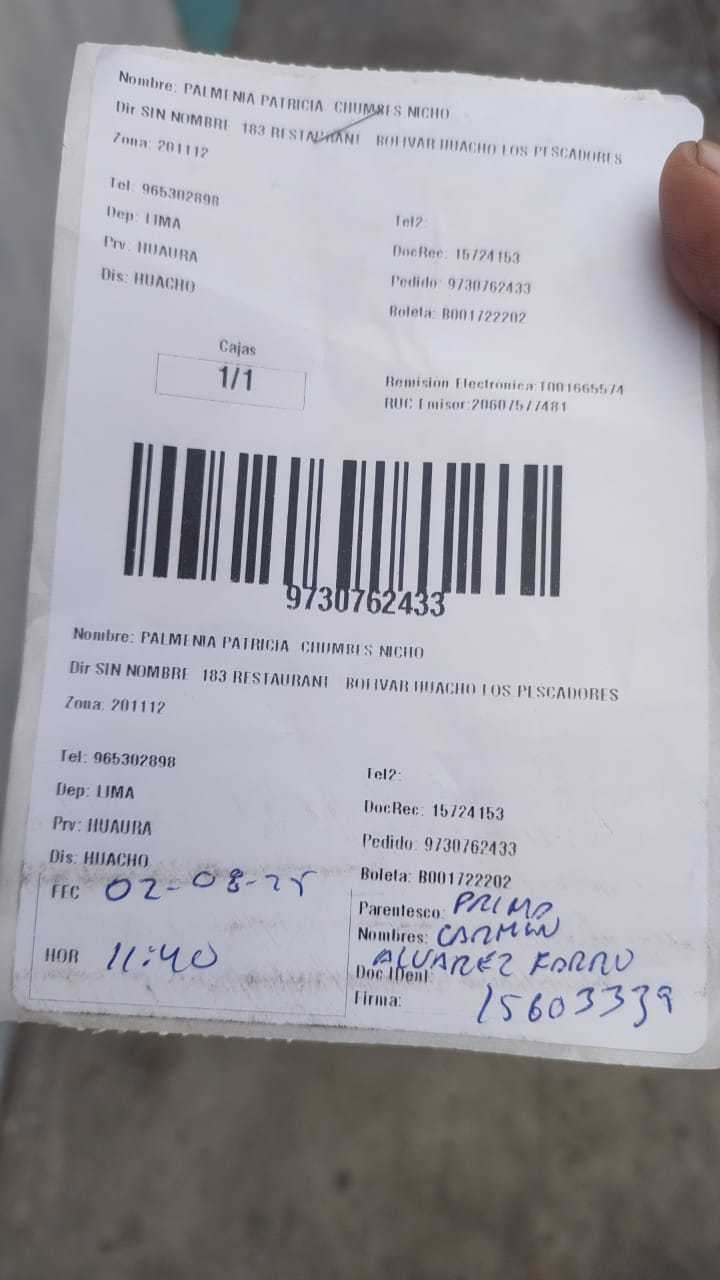 Nombre: PALMENIA PATRICIA CHUMBES NICHO
Dir SIN NOMBRE 183 RESTAURANT BOLIVAR HUACHO LOS PESCADORES
Zona: 201112
Tel: 965302898
Tel2:
Dep: LIMA
DocRec: 15724153
Prv: HUAURA
Pedido: 9730762433
Dis: HUACHO
Boleta: B001722202
Cajas
1/1
Remision Electronica:T001665574
RUC Emisor:20607577481
9730762433
Nombre: PALMENIA PATRICIA CHUMBES NICHO
Dir SIN NOMBRE 183 RESTAURANT BOLIVAR HUACHO LOS PESCADORES
Zona: 201112
Tel: 965302898
Tel2:
Dep: LIMA
DocRec: 15724153
Prv: HUAURA
Pedido: 9730762433
Dis: HUACHO
Boleta: B001722202
FEC 02-08-25
Parentesco: PRIMA
Nombres: CARMEN
ALVAREZ
HOR 11:40
Doc IDent:
Firma: 15603339